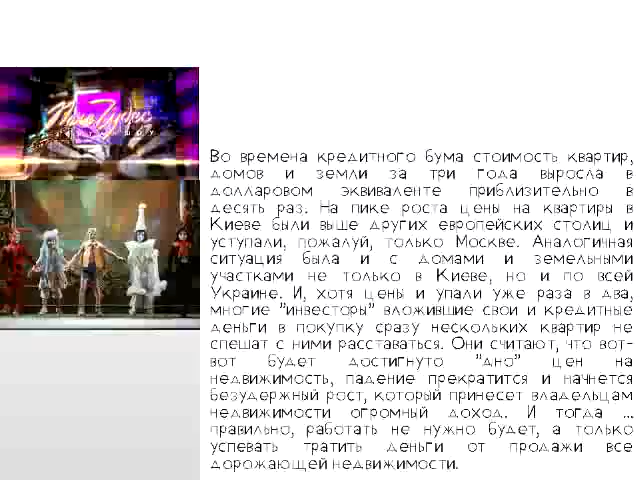 Поле Чудес
Во времена кредитного бума стоимость квартир,
домов и земли за три года выросла в
долларовом эквиваленте приблизительно в
десять раз. На пике роста цены на квартиры в
Киеве были выше других европейских столиц и
уступали, пожалуй, только Москве. Аналогичная
ситуация была и с домами и земельными
участками не только в Киеве, но и по всей
Украине. И, хотя цены и упали уже раза в два,
многие "инвесторы" вложившие свои и кредитные
деньги в покупку сразу нескольких квартир не
спешат с ними расставаться. Они считают, что вот-
вот будет достигнуто "дно" цен на
недвижимость, падение прекратится и начнется
безудержный рост, который принесет владельцам
недвижимости огромный доход. И тогда ...
правильно, работать не нужно будет, а только
успевать тратить деньги от продажи все
дорожающей недвижимости.